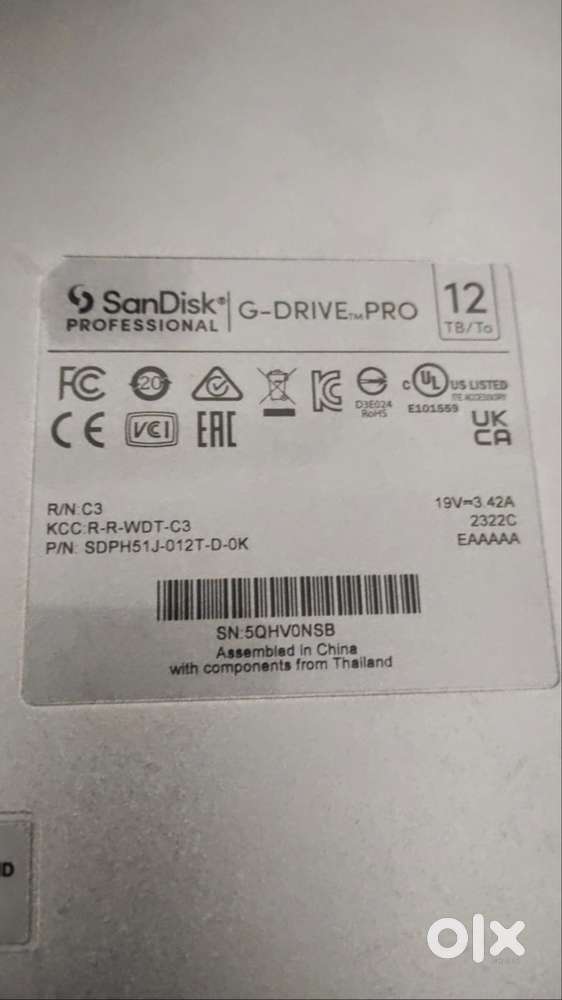 SanDisk® PROFESSIONAL
G-DRIVE™ PRO
12
TB/To
FC
20
CE
VCI
EAC
D3E024
RoHS
c UL US LISTED
ITE ACCESSORY
E101559
UK
CA
R/N:C3
KCC:R-R-WDT-C3
P/N: SDPH51J-012T-D-0K
19V⎓3.42A
2322C
EAAAAA
SN:5QHV0NSB
Assembled in China
with components from Thailand
D
olx